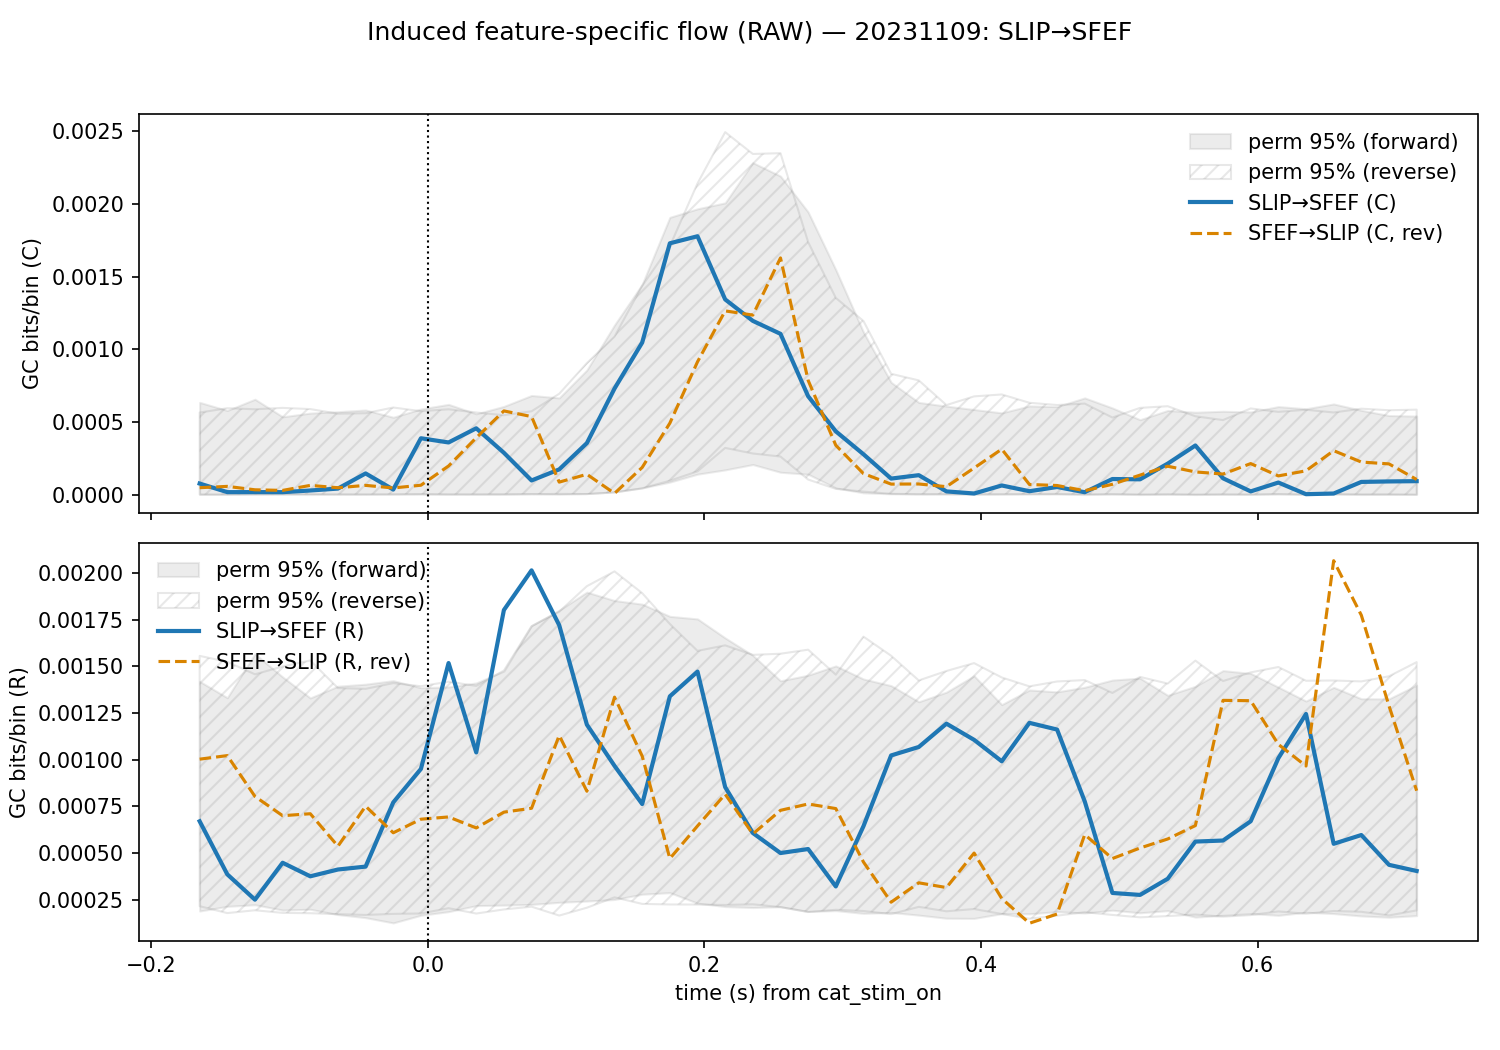 Induced feature-specific flow (RAW) — 20231109: SLIP→SFEF
GC bits/bin (C)
0.0025
0.0020
0.0015
0.0010
0.0005
0.0000
perm 95% (forward)
perm 95% (reverse)
SLIP→SFEF (C)
SFEF→SLIP (C, rev)
GC bits/bin (R)
0.00200
0.00175
0.00150
0.00125
0.00100
0.00075
0.00050
0.00025
perm 95% (forward)
perm 95% (reverse)
SLIP→SFEF (R)
SFEF→SLIP (R, rev)
−0.2 0.0 0.2 0.4 0.6
time (s) from cat_stim_on